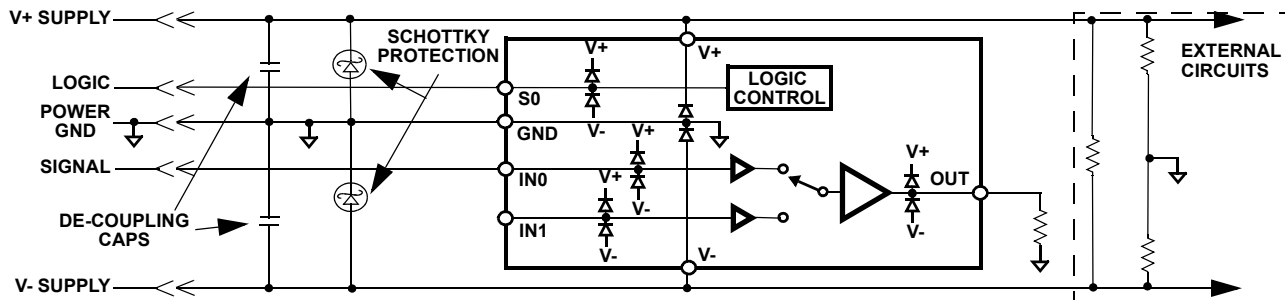 V+ SUPPLY
LOGIC
POWER
GND
SIGNAL
DE-COUPLING
CAPS
V- SUPPLY
SCHOTTKY
PROTECTION
S0
GND
IN0
IN1
V+
V-
V+
V-
V+
V-
V+
LOGIC
CONTROL
V+
OUT
V-
V-
EXTERNAL
CIRCUITS